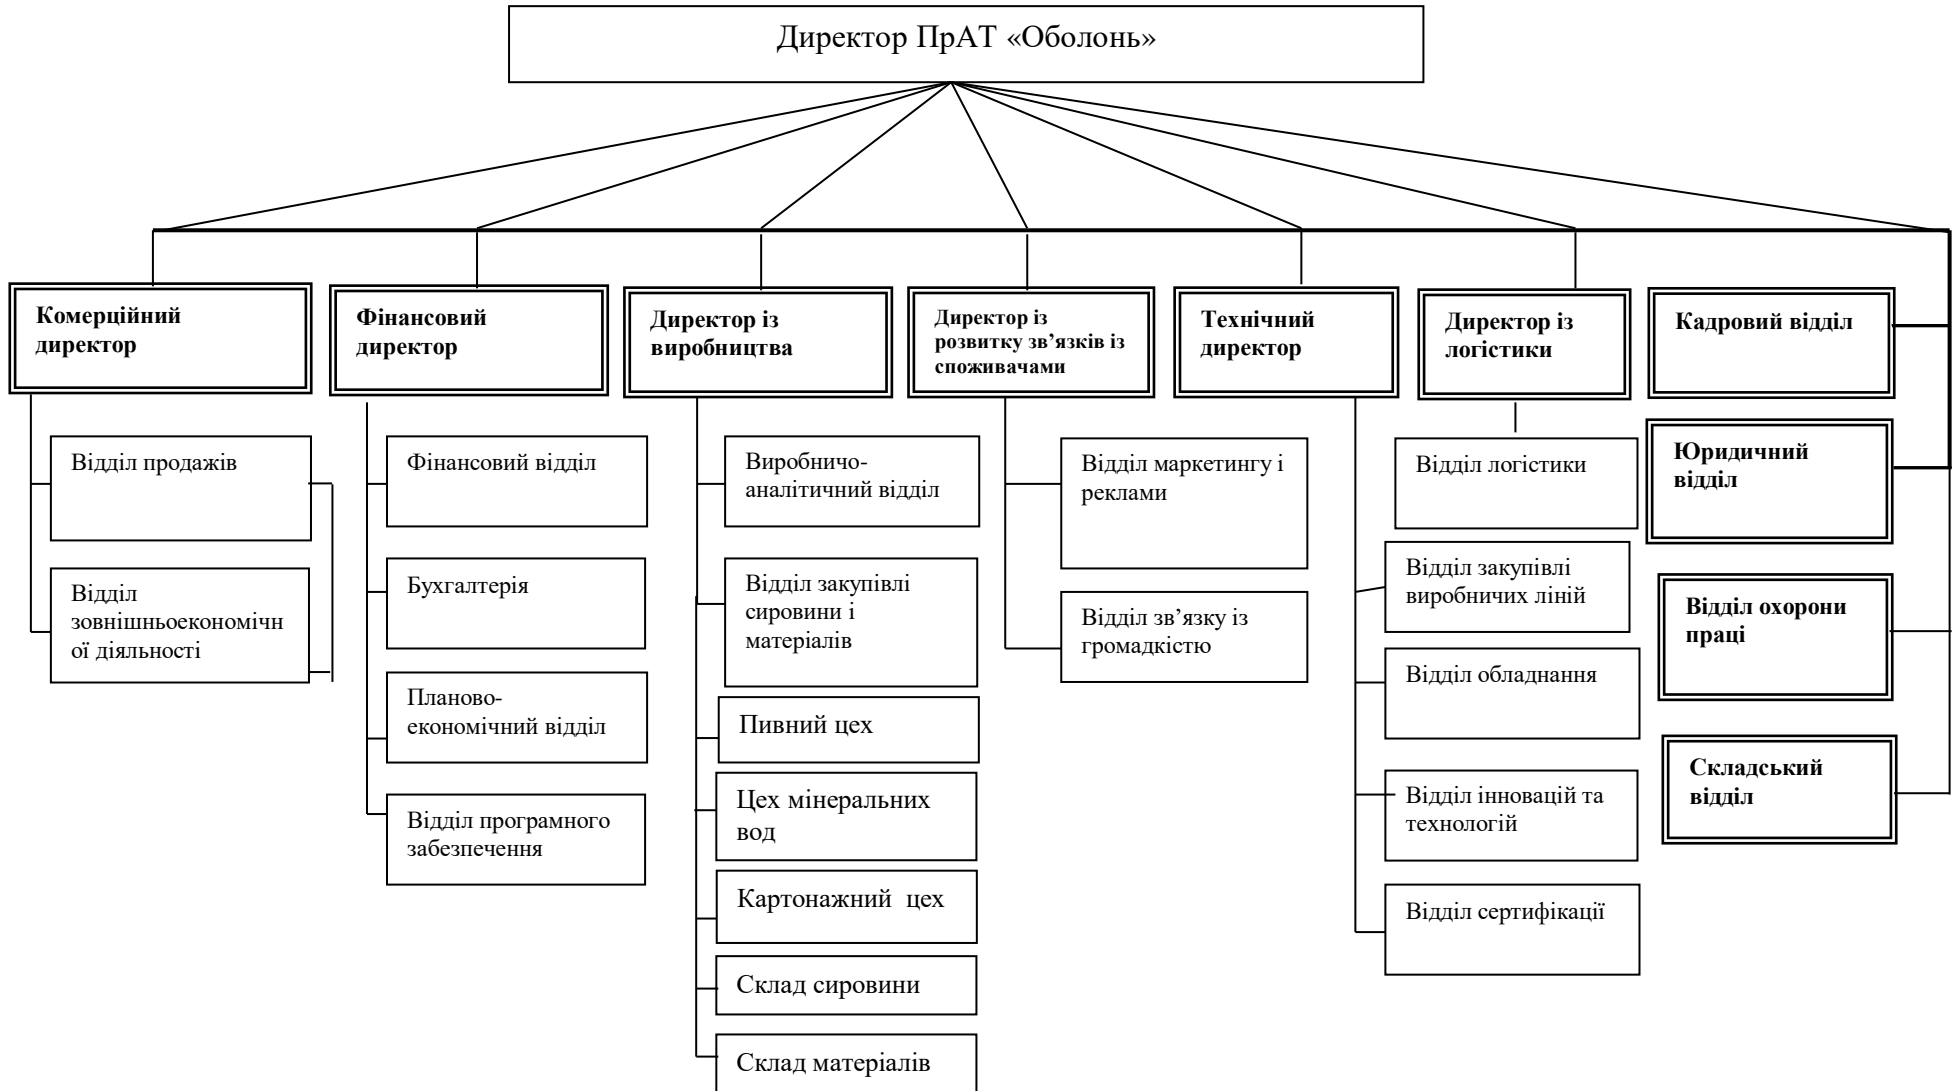 Директор ПрАТ «Оболонь»
Комерційний
директор
Фінансовий
директор
Директор із
виробництва
Директор із
розвитку зв’язків із
споживачами
Технічний
директор
Директор із
логістики
Кадровий відділ
Відділ продажів
Відділ
зовнішньоекономічн
ої діяльності
Фінансовий відділ
Бухгалтерія
Планово-
економічний відділ
Відділ програмного
забезпечення
Виробничо-
аналітичний відділ
Відділ закупівлі
сировини і
матеріалів
Пивний цех
Цех мінеральних
вод
Картонажний цех
Склад сировини
Склад матеріалів
Відділ маркетингу і
реклами
Відділ зв’язку із
громадкістю
Відділ логістики
Відділ закупівлі
виробничих ліній
Відділ обладнання
Відділ інновацій та
технологій
Відділ сертифікації
Юридичний
відділ
Відділ охорони
праці
Складський
відділ